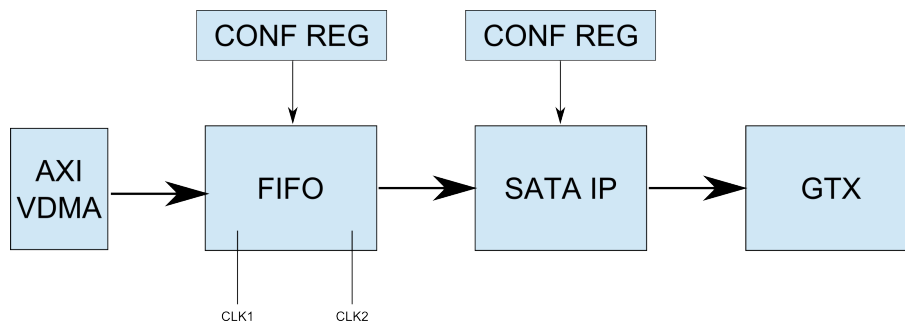 CONF REG
CONF REG
AXI
VDMA
FIFO
SATA IP
GTX
CLK1
CLK2